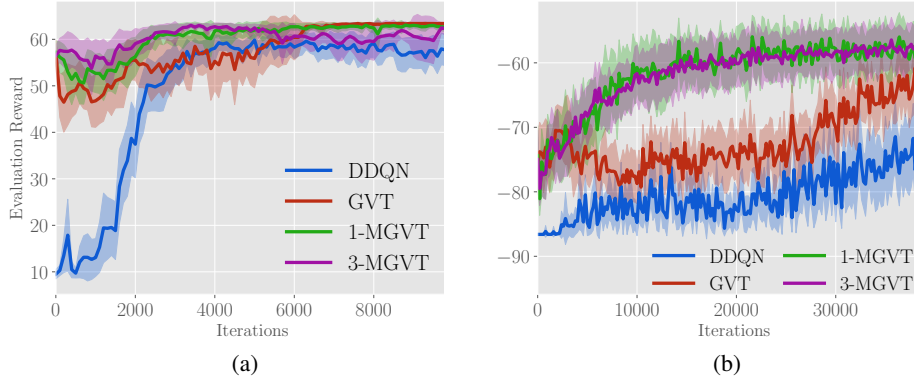 Evaluation Reward
60
50
40
30
20
10
DDQN
GVT
1-MGVT
3-MGVT
0 2000 4000 6000 8000
Iterations
(a)
−60
−70
−80
−90
DDQN 1-MGVT
GVT 3-MGVT
0 10000 20000 30000
Iterations
(b)